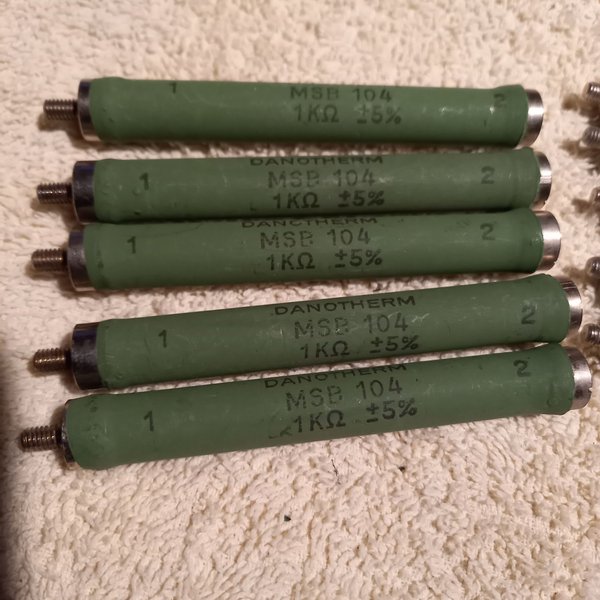 1 MSB 104 2
1KΩ ±5%
DANOTHERM
1 MSB 104 2
1KΩ ±5%
DANOTHERM
1 MSB 104 2
1KΩ ±5%
DANOTHERM
1 MSB 104 2
1KΩ ±5%
DANOTHERM
1 MSB 104 2
1KΩ ±5%